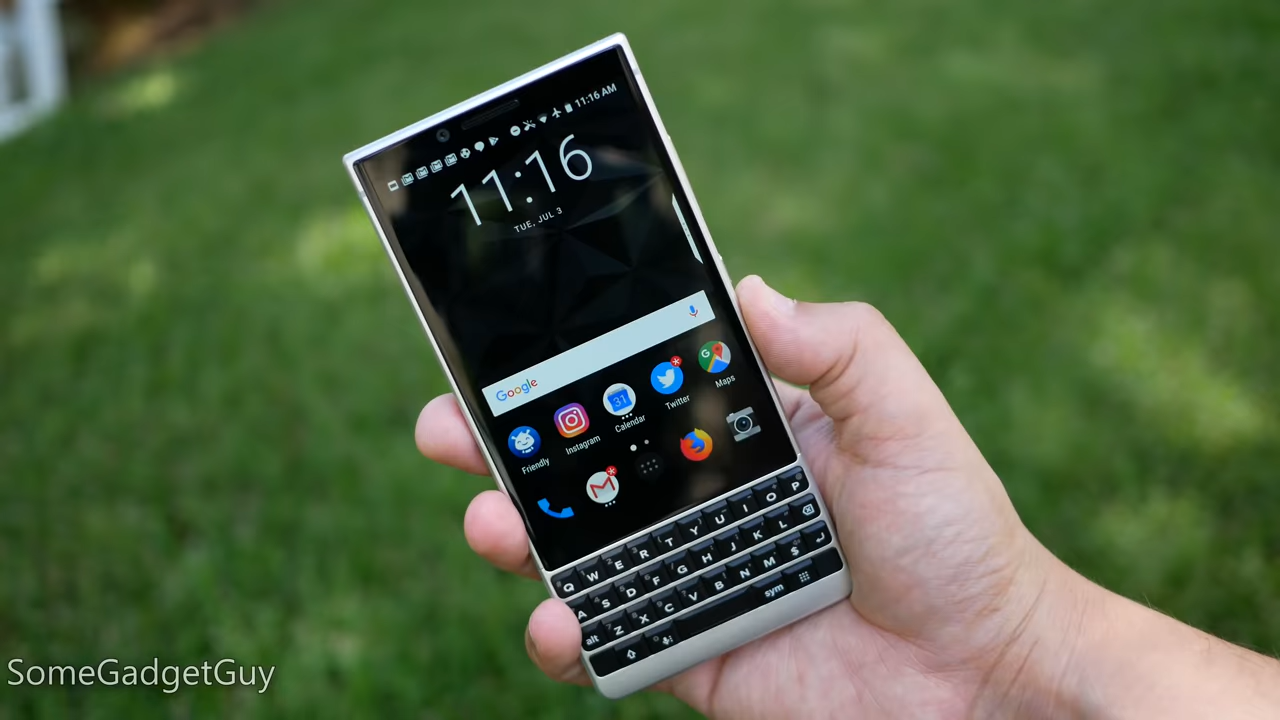 11:16 AM
11:16
TUE, JUL 3
Google
G
31
Friendly
Instagram
Calendar
Twitter
Maps
Q W E R T Y U I O P
A S D F G H J K L
alt Z X C V B N M $
sym
SomeGadgetGuy